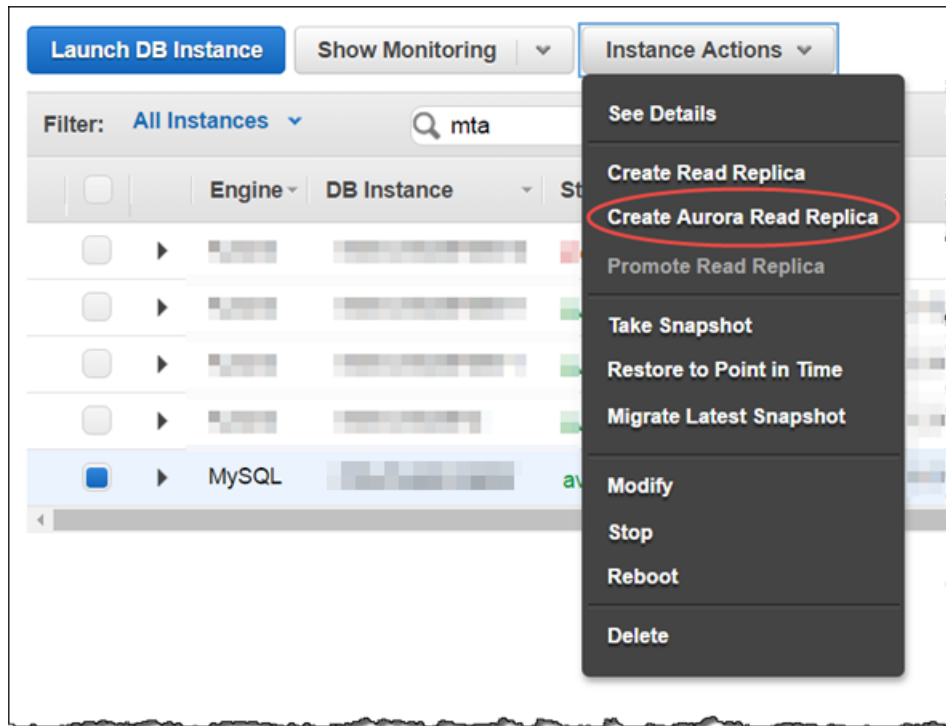 Launch DB Instance
Show Monitoring
Instance Actions
Filter:
All Instances
mta
Engine
DB Instance
St
MySQL
av
See Details
Create Read Replica
Create Aurora Read Replica
Promote Read Replica
Take Snapshot
Restore to Point in Time
Migrate Latest Snapshot
Modify
Stop
Reboot
Delete